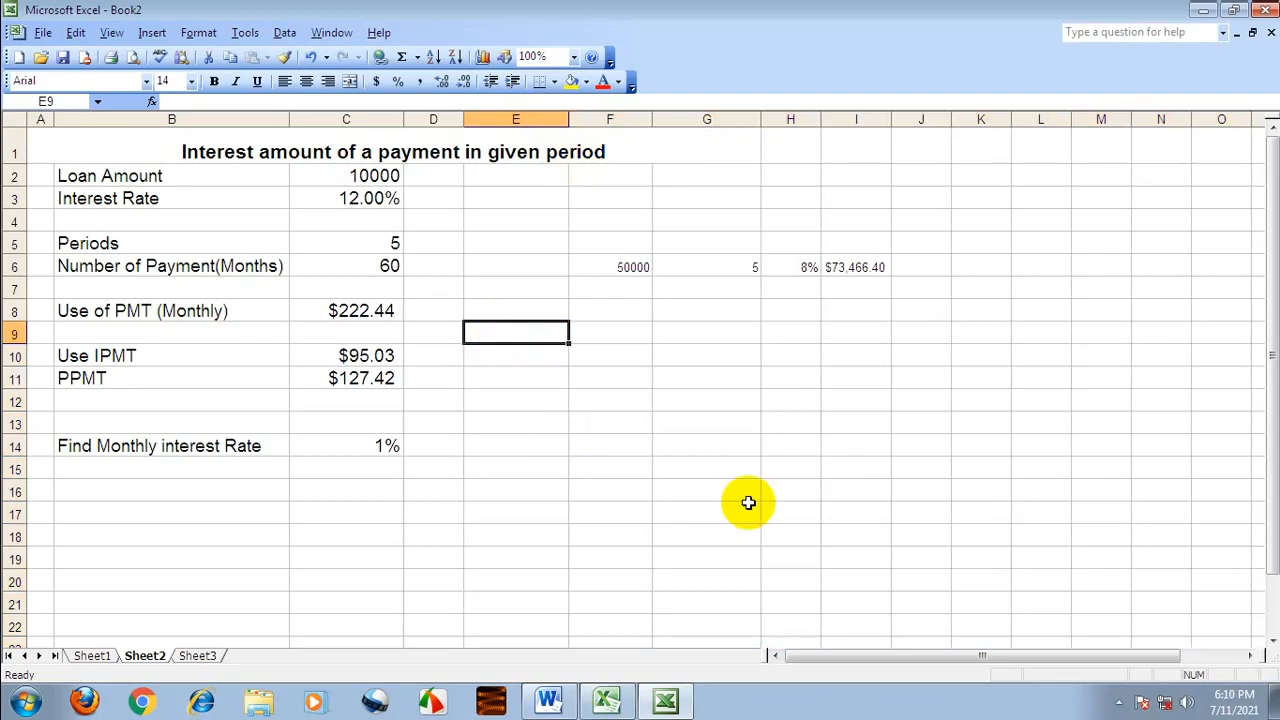 Microsoft Excel - Book2
File Edit View Insert Format Tools Data Window Help
Type a question for help
100%
Arial 14 B I U $ % ,
E9 fx
A B C D E F G H I J K L M N O
1 Interest amount of a payment in given period
2 Loan Amount 10000
3 Interest Rate 12.00%
4
5 Periods 5
6 Number of Payment(Months) 60 50000 5 8% $73,466.40
7
8 Use of PMT (Monthly) $222.44
9
10 Use IPMT $95.03
11 PPMT $127.42
12
13
14 Find Monthly interest Rate 1%
15
16
17
18
19
20
21
22
Sheet1 Sheet2 Sheet3
Ready NUM
6:10 PM
7/11/2021